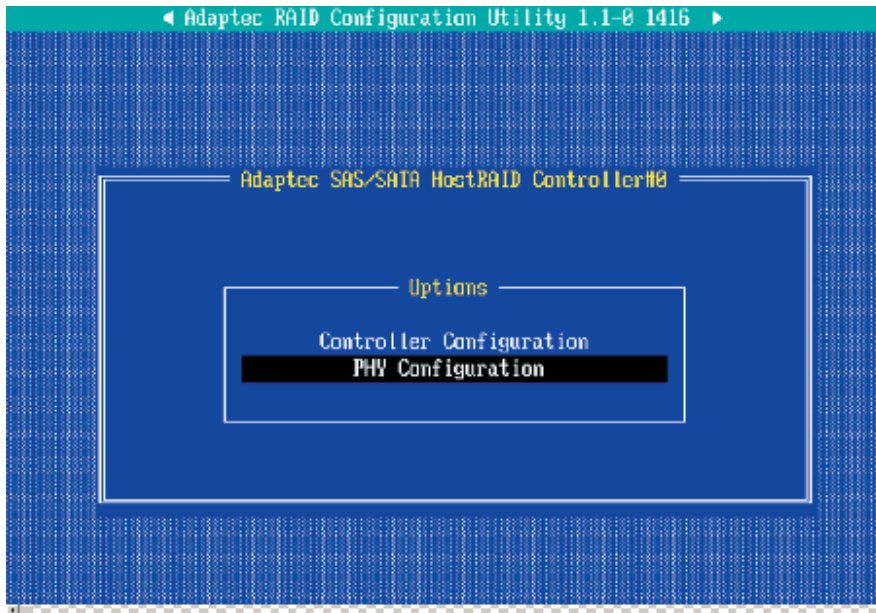 Adaptec RAID Configuration Utility 1.1-0 1416
Adaptec SAS/SATA HostRAID Controller#0
Options
Controller Configuration
PHY Configuration